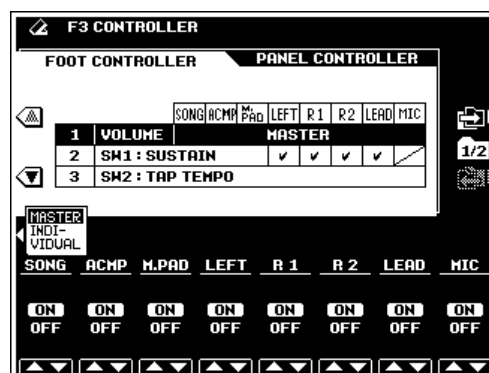 F3 CONTROLLER
FOOT CONTROLLER PANEL CONTROLLER
SONG ACMP M.PAD LEFT R1 R2 LEAD MIC
1 VOLUME MASTER
1/2
2 SW1:SUSTAIN
3 SW2:TAP TEMPO
MASTER
INDI-
VIDUAL
SONG ACMP M.PAD LEFT R1 R2 LEAD MIC
ON ON ON ON ON ON ON ON
OFF OFF OFF OFF OFF OFF OFF OFF